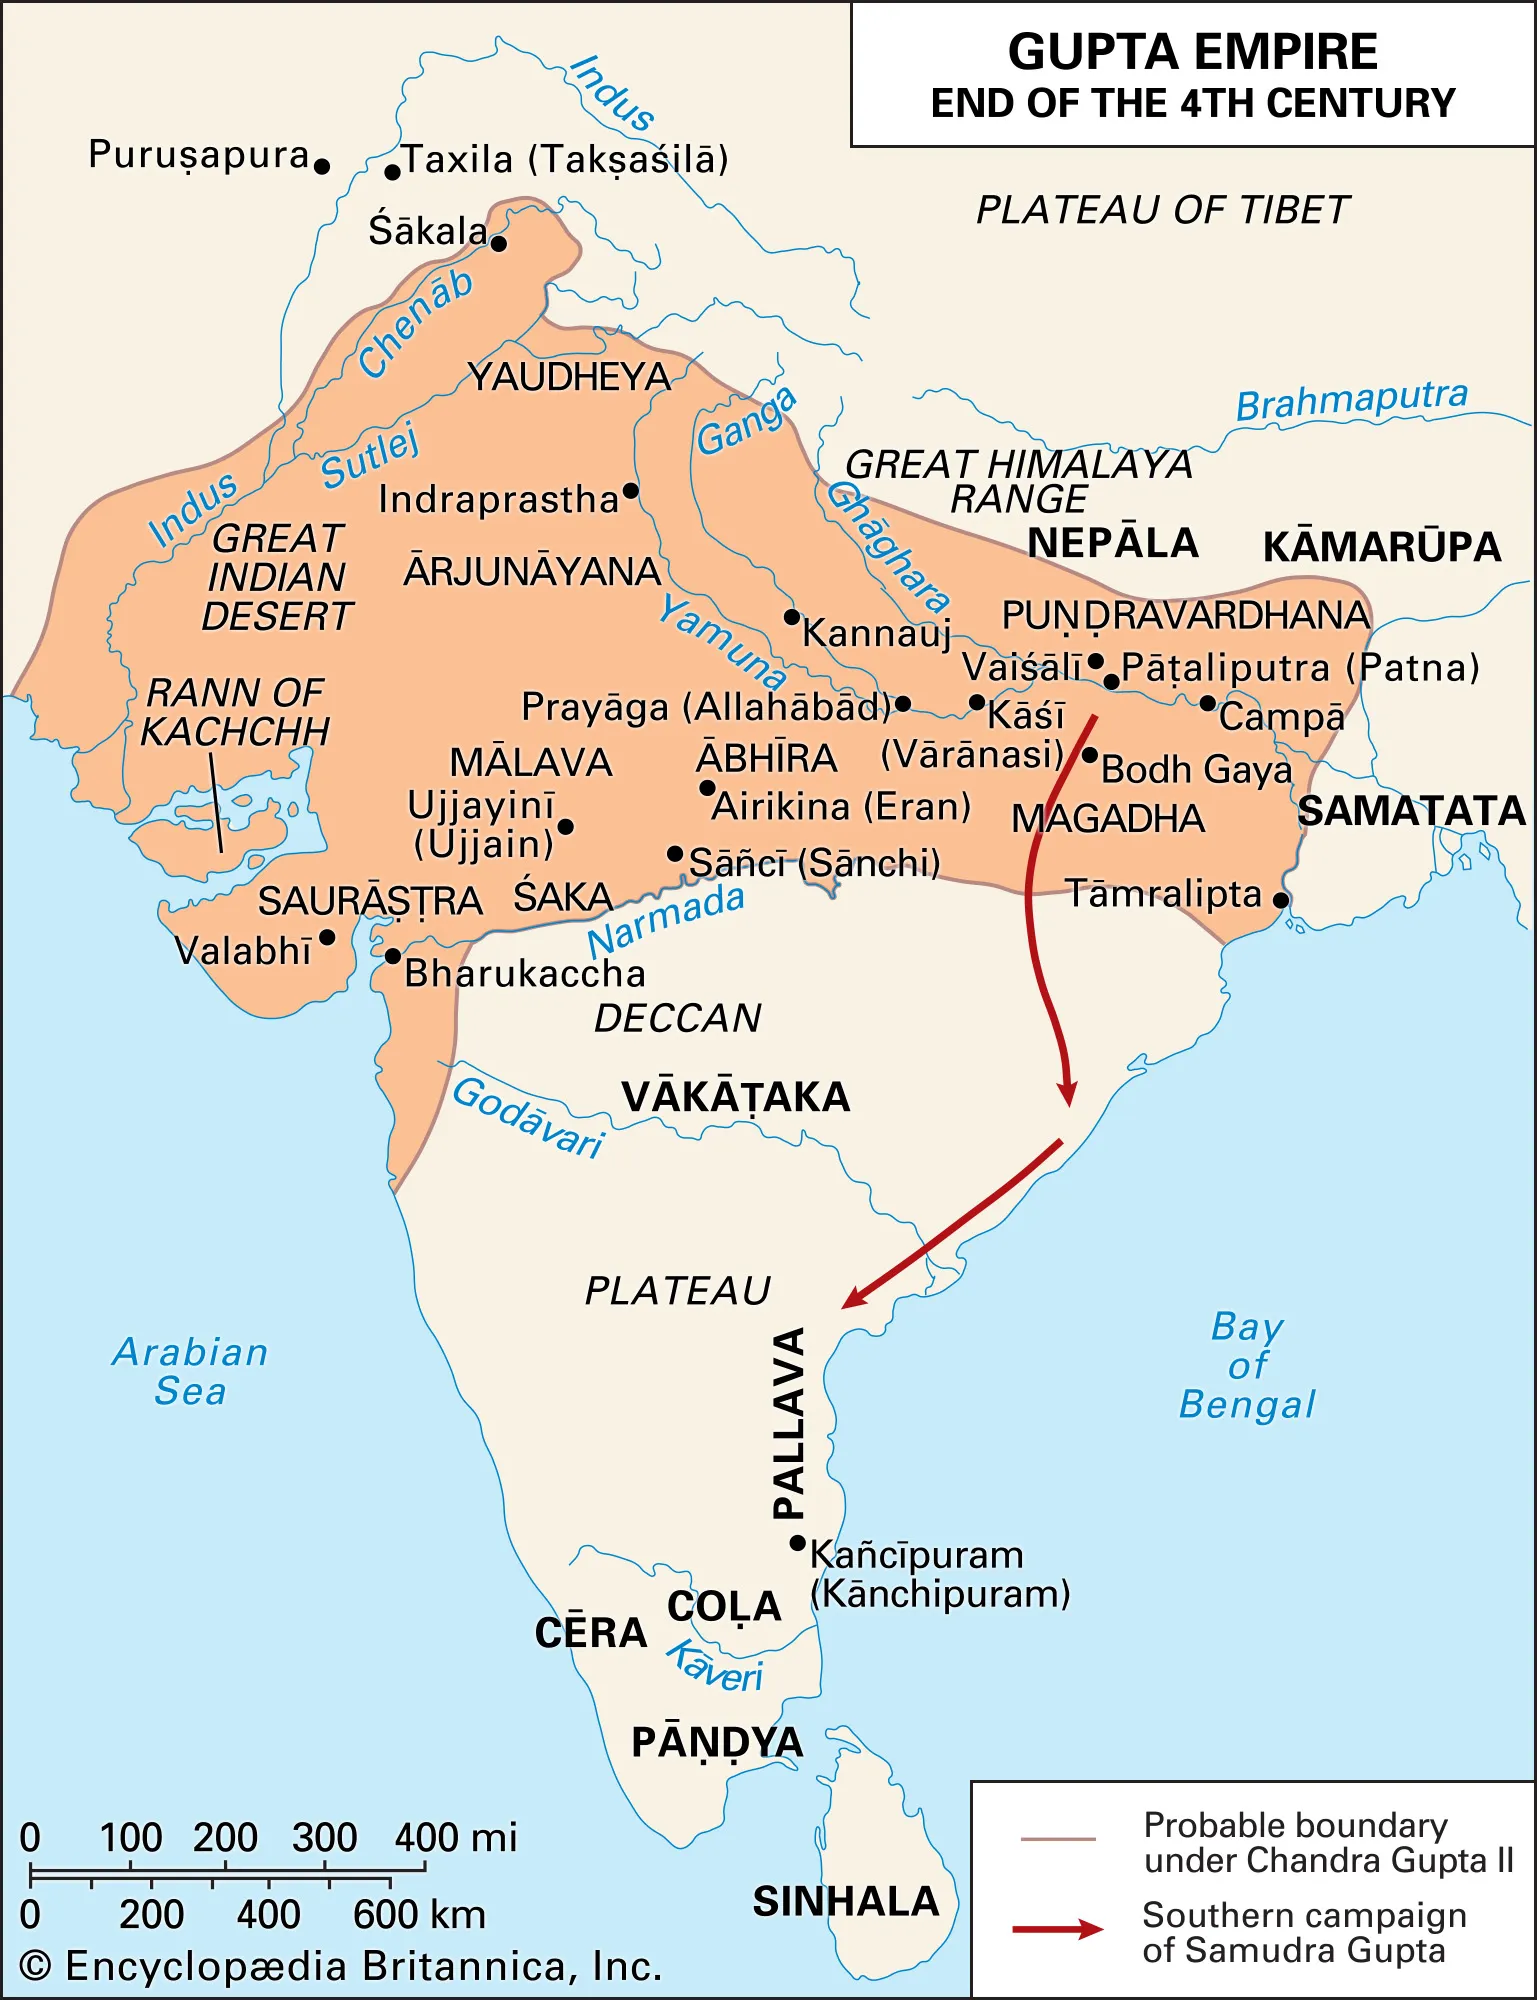 GUPTA EMPIRE
END OF THE 4TH CENTURY
Indus
Puruṣapura
Taxila (Takṣaśilā)
PLATEAU OF TIBET
Śākala
Chenāb
YAUDHEYA
Ganga
Brahmaputra
Sutlej
GREAT HIMALAYA
RANGE
Indus
Indraprastha
Ghāghara
NEPĀLA
KĀMARŪPA
GREAT
INDIAN
DESERT
ĀRJUNĀYANA
Yamuna
Kannauj
PUṆḌRAVARDHANA
Vaiśālī
Pāṭaliputra (Patna)
RANN OF
KACHCHH
Prayāga (Allahābād)
Kāśī
(Vārānasi)
Campā
MĀLAVA
ĀBHĪRA
Bodh Gaya
Ujjayinī
(Ujjain)
Airikina (Eran)
MAGADHA
SAMATATA
Sāñcī (Sānchi)
SAURĀṢṬRA
ŚAKA
Narmada
Tāmralipta
Valabhī
Bharukaccha
DECCAN
VĀKĀṬAKA
Godāvari
PLATEAU
Arabian
Sea
Bay
of
Bengal
PALLAVA
Kañcīpuram
(Kānchipuram)
COḶA
CĒRA
Kāveri
PĀṆḌYA
SINHALA
0 100 200 300 400 mi
0 200 400 600 km
© Encyclopædia Britannica, Inc.
Probable boundary
under Chandra Gupta II
Southern campaign
of Samudra Gupta